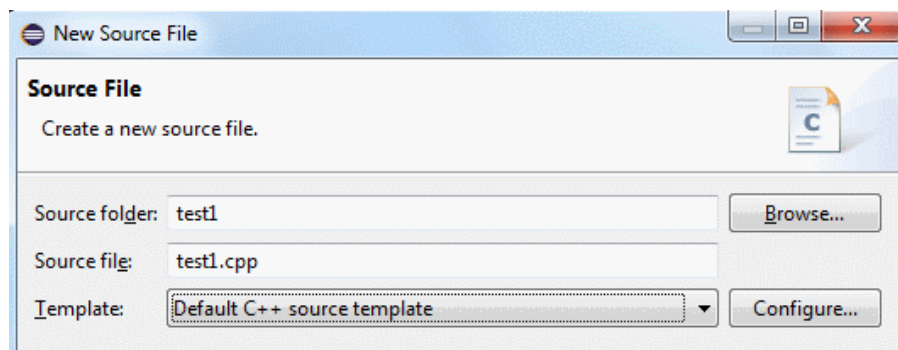 New Source File
Source File
Create a new source file.
C
Source folder: test1 Browse...
Source file: test1.cpp
Template: Default C++ source template Configure...